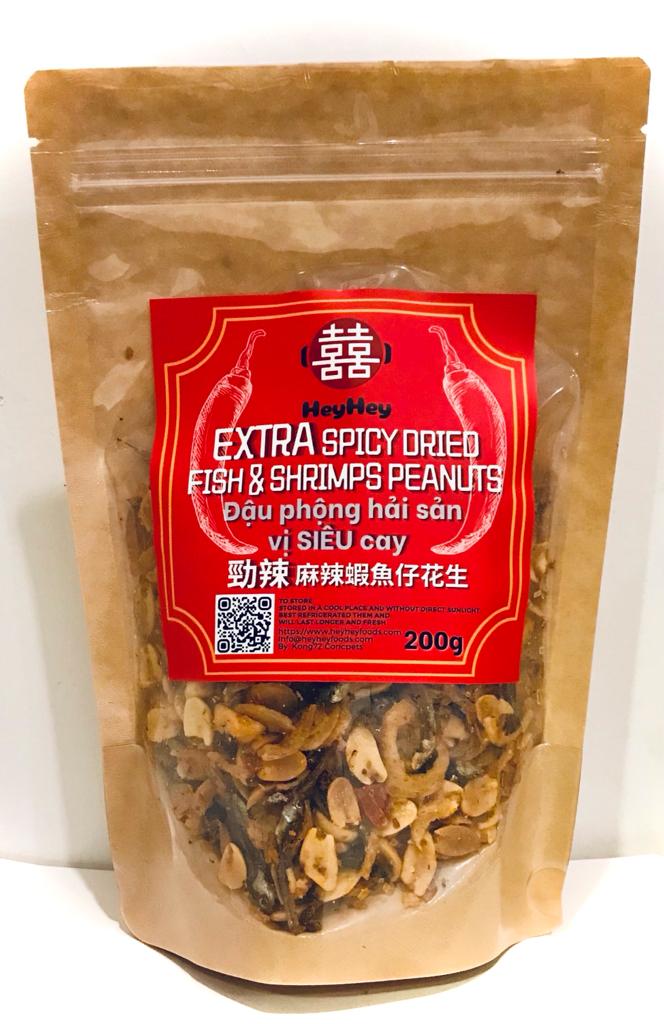 囍
HeyHey
EXTRA SPICY DRIED
FISH & SHRIMPS PEANUTS
Đậu phộng hải sản
vị SIÊU cay
勁辣 麻辣蝦魚仔花生
TO STORE
STORED IN A COOL PLACE AND WITHOUT DIRECT SUNLIGHT.
BEST REFRIGERATED THEM AND
WILL LAST LONGER AND FRESH
https://www.heyheyfoods.com
Info@heyheyfoods.com
By: Kong72 Concpets
200g